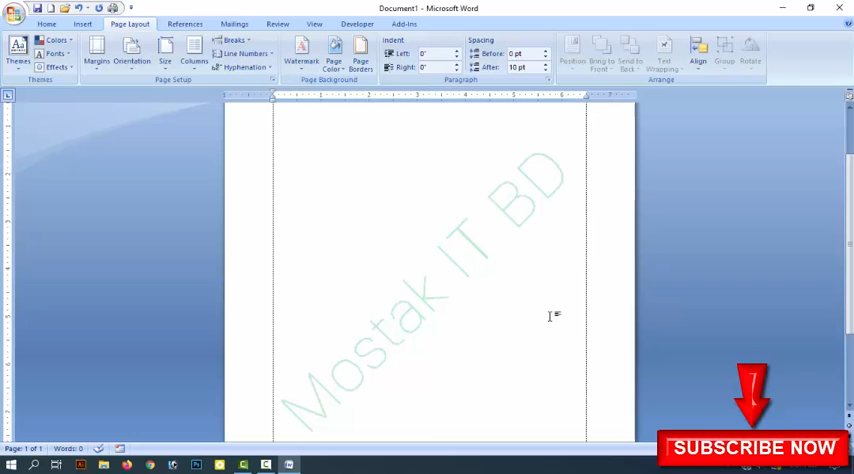 Document1 - Microsoft Word
Home Insert Page Layout References Mailings Review View Developer Add-Ins
Themes
Colors
Fonts
Effects
Themes
Margins
Orientation
Size
Columns
Breaks
Line Numbers
Hyphenation
Page Setup
Watermark
Page Color
Page Borders
Page Background
Indent
Left: 0"
Right: 0"
Spacing
Before: 0 pt
After: 10 pt
Paragraph
Position
Bring to Front
Send to Back
Text Wrapping
Align
Group
Rotate
Arrange
Mostak IT BD
Page: 1 of 1 Words: 0
SUBSCRIBE NOW